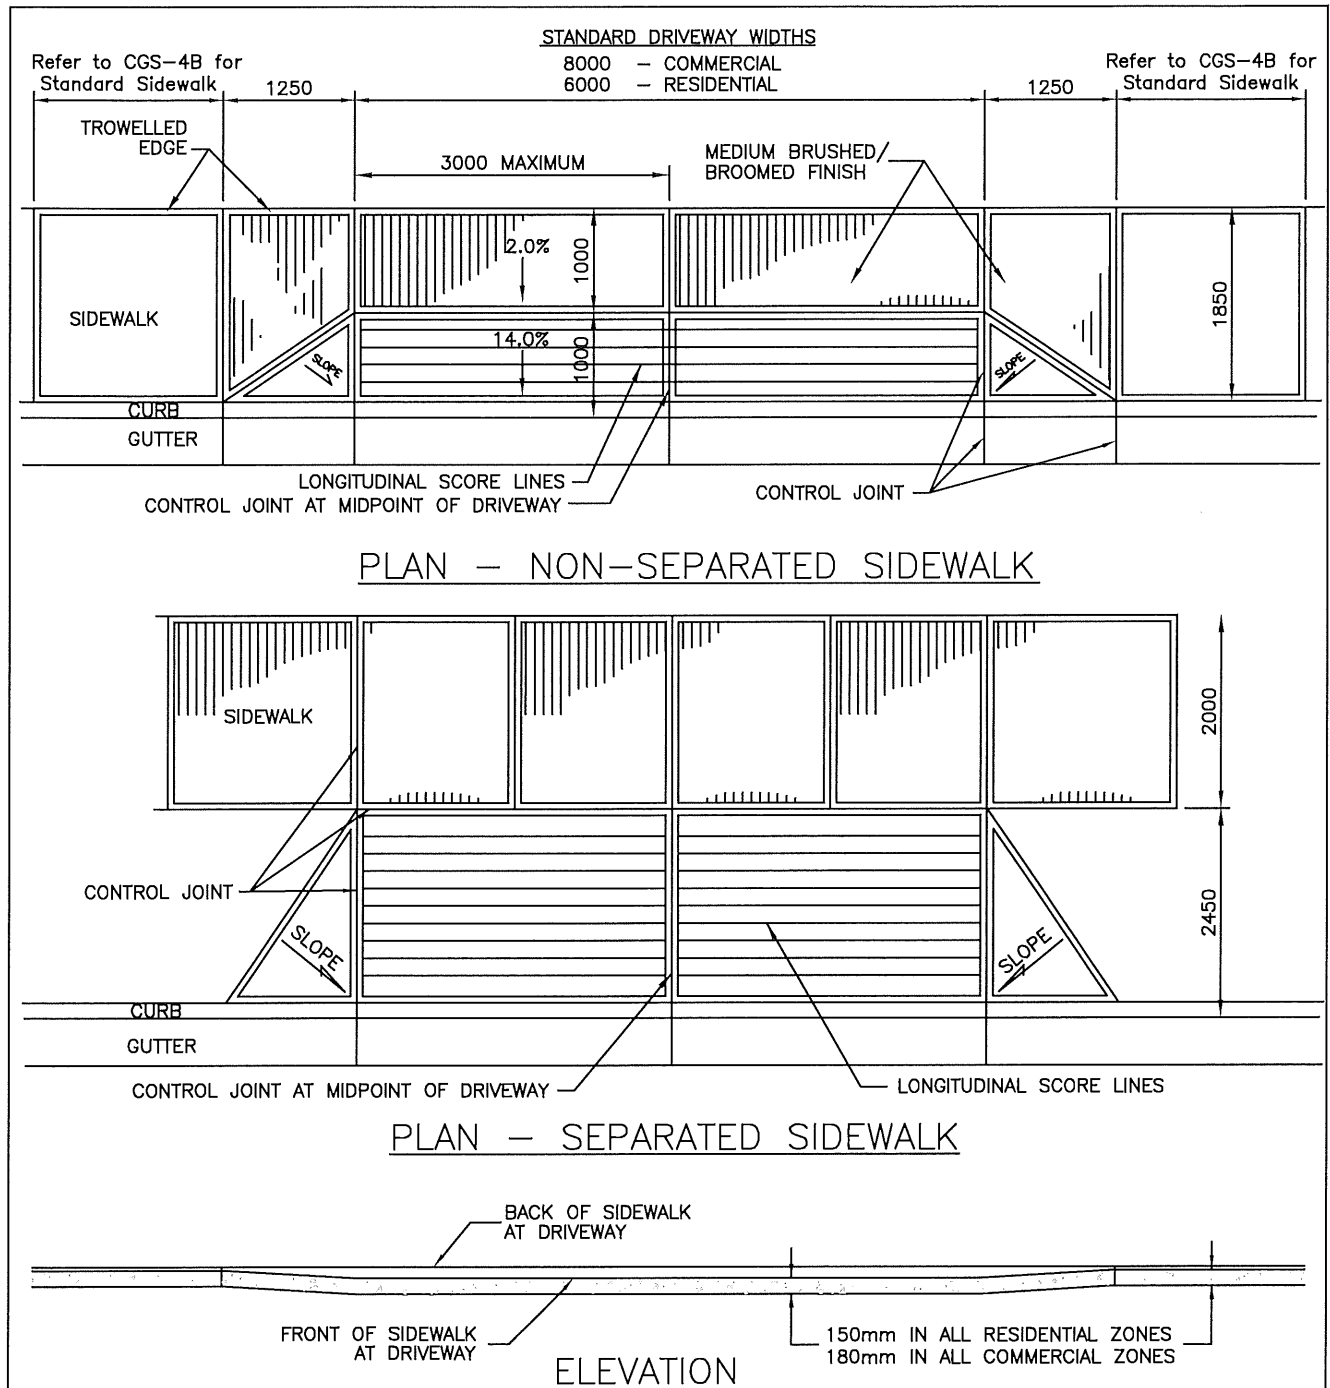 STANDARD DRIVEWAY WIDTHS
8000 – COMMERCIAL
6000 – RESIDENTIAL
Refer to CGS–4B for
Standard Sidewalk
1250
1250
Refer to CGS–4B for
Standard Sidewalk
TROWELLED
EDGE
3000 MAXIMUM
MEDIUM BRUSHED/
BROOMED FINISH
2.0%
1000
SIDEWALK
1850
14.0%
1000
SLOPE
SLOPE
CURB
GUTTER
LONGITUDINAL SCORE LINES
CONTROL JOINT AT MIDPOINT OF DRIVEWAY
CONTROL JOINT
PLAN – NON–SEPARATED SIDEWALK
SIDEWALK
2000
CONTROL JOINT
2450
SLOPE
SLOPE
CURB
GUTTER
CONTROL JOINT AT MIDPOINT OF DRIVEWAY
LONGITUDINAL SCORE LINES
PLAN – SEPARATED SIDEWALK
BACK OF SIDEWALK
AT DRIVEWAY
FRONT OF SIDEWALK
AT DRIVEWAY
150mm IN ALL RESIDENTIAL ZONES
180mm IN ALL COMMERCIAL ZONES
ELEVATION